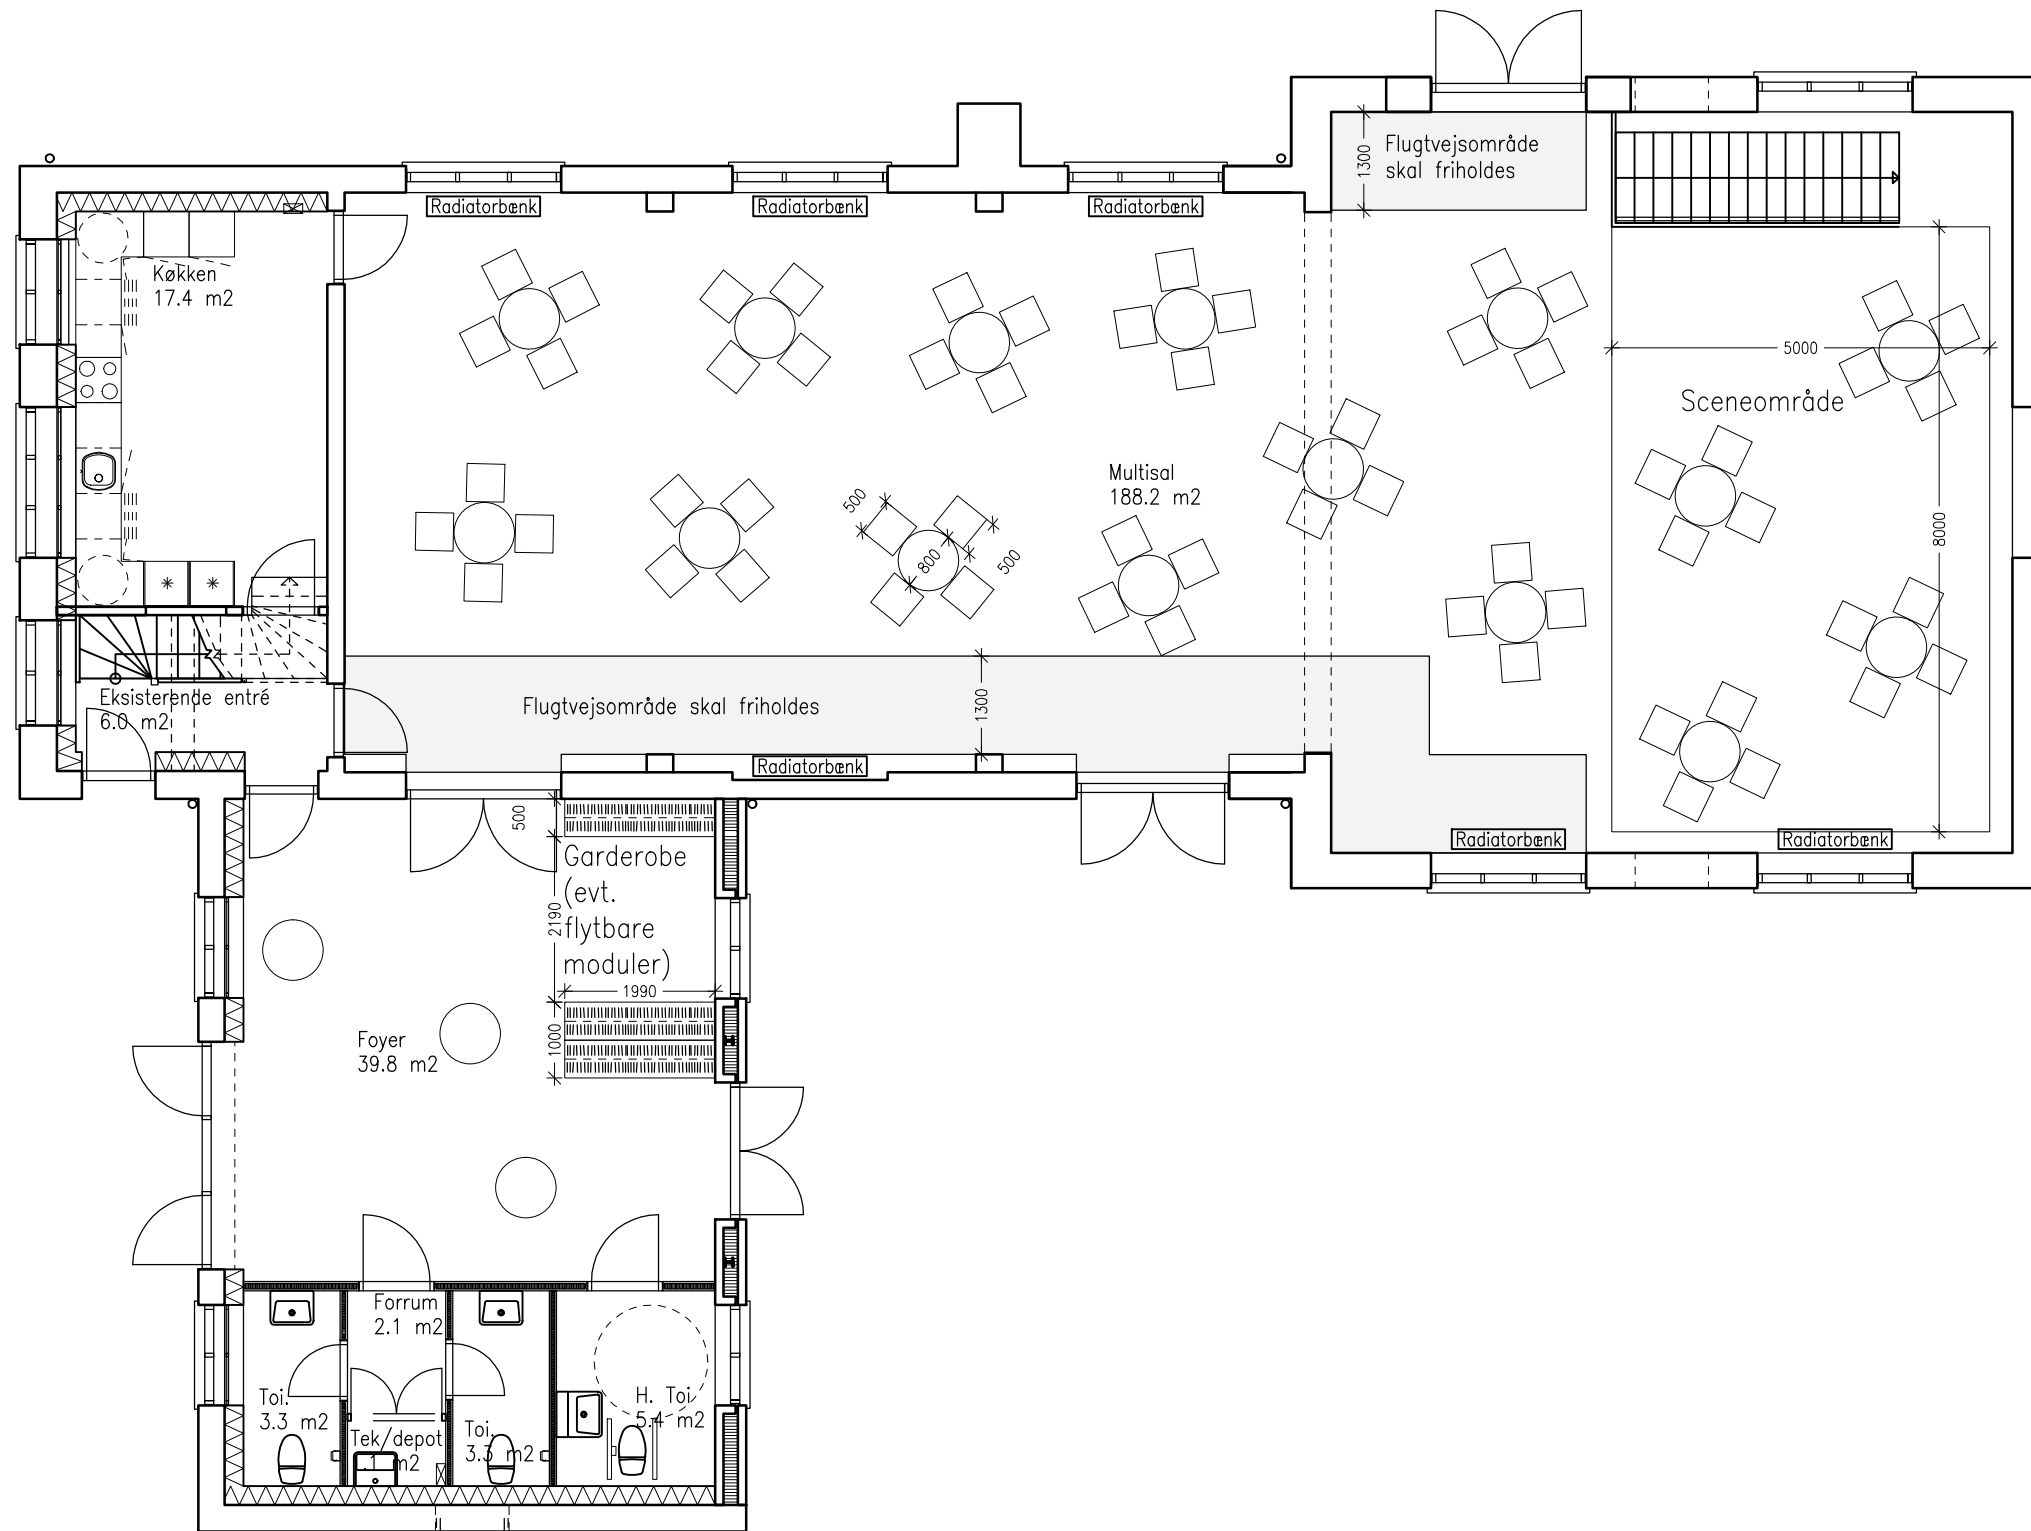 Flugtvejsområde
skal friholdes
1300
Radiatorbænk
Radiatorbænk
Radiatorbænk
Køkken
17.4 m2
5000
Sceneområde
Multisal
188.2 m2
500
800
500
8000
Eksisterende entré
6.0 m2
Flugtvejsområde skal friholdes
1300
Radiatorbænk
Radiatorbænk
Radiatorbænk
500
Garderobe
(evt.
flytbare
moduler)
2190
1990
1000
Foyer
39.8 m2
Forrum
2.1 m2
Toi.
3.3 m2
Tek/depot
m2
Toi.
3.3 m2
H. Toi
5.4 m2